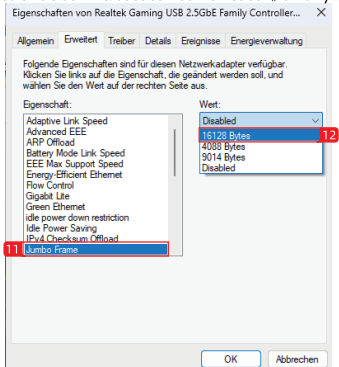 Eigenschaften von Realtek Gaming USB 2.5GbE Family Controller...
Allgemein Erweitert Treiber Details Ereignisse Energieverwaltung
Folgende Eigenschaften sind für diesen Netzwerkadapter verfügbar.
Klicken Sie links auf die Eigenschaft, die geändert werden soll, und
wählen Sie den Wert auf der rechten Seite aus.
Eigenschaft:
Adaptive Link Speed
Advanced EEE
ARP Offload
Battery Mode Link Speed
EEE Max Support Speed
Energy-Efficient Ethernet
Flow Control
Gigabit Lite
Green Ethernet
idle power down restriction
Idle Power Saving
IPv4 Checksum Offload
11 Jumbo Frame
Wert:
Disabled
16128 Bytes 12
4088 Bytes
9014 Bytes
Disabled
OK Abbrechen